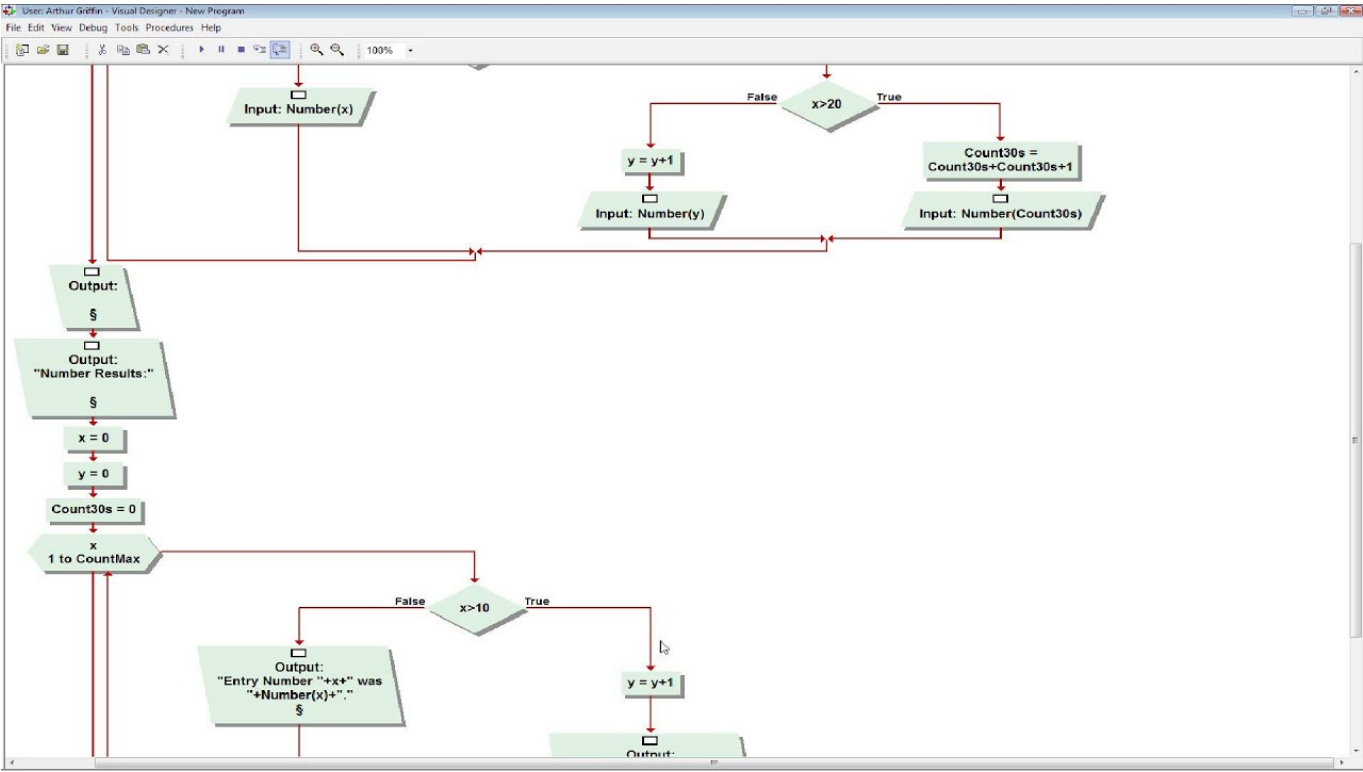 User: Arthur Griffin - Visual Designer - New Program
File Edit View Debug Tools Procedures Help
100%
Input: Number(x)
False
x>20
True
y = y+1
Input: Number(y)
Count30s =
Count30s+Count30s+1
Input: Number(Count30s)
Output:
§
Output:
"Number Results:"
§
x = 0
y = 0
Count30s = 0
x
1 to CountMax
False
x>10
True
Output:
"Entry Number "+x+" was
"+Number(x)+"."
§
y = y+1
Output: